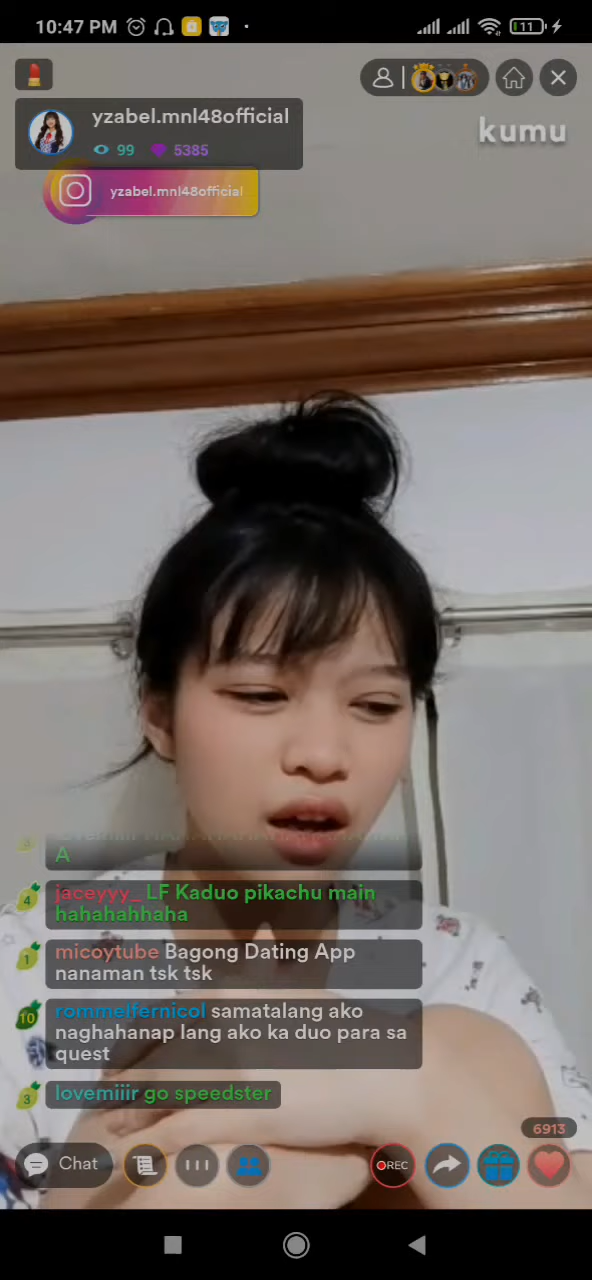 10:47 PM
11
yzabel.mnl48official
99 5385
kumu
yzabel.mnl48official
A
4 jaceyyy_ LF Kaduo pikachu main
hahahahhaha
1 micoytube Bagong Dating App
nanaman tsk tsk
10 rommelfernicol samatalang ako
naghahanap lang ako ka duo para sa
quest
3 lovemiiir go speedster
6913
Chat
REC